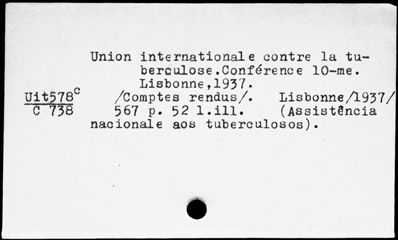 Union internationale contre la tu-
berculose.Conférence 10-me.
Lisbonne,1937.
Uit578c /Comptes rendus/. Lisbonne/1937/
C 738 567 p. 52 l.ill. (Assistência
nacionale aos tuberculosos).